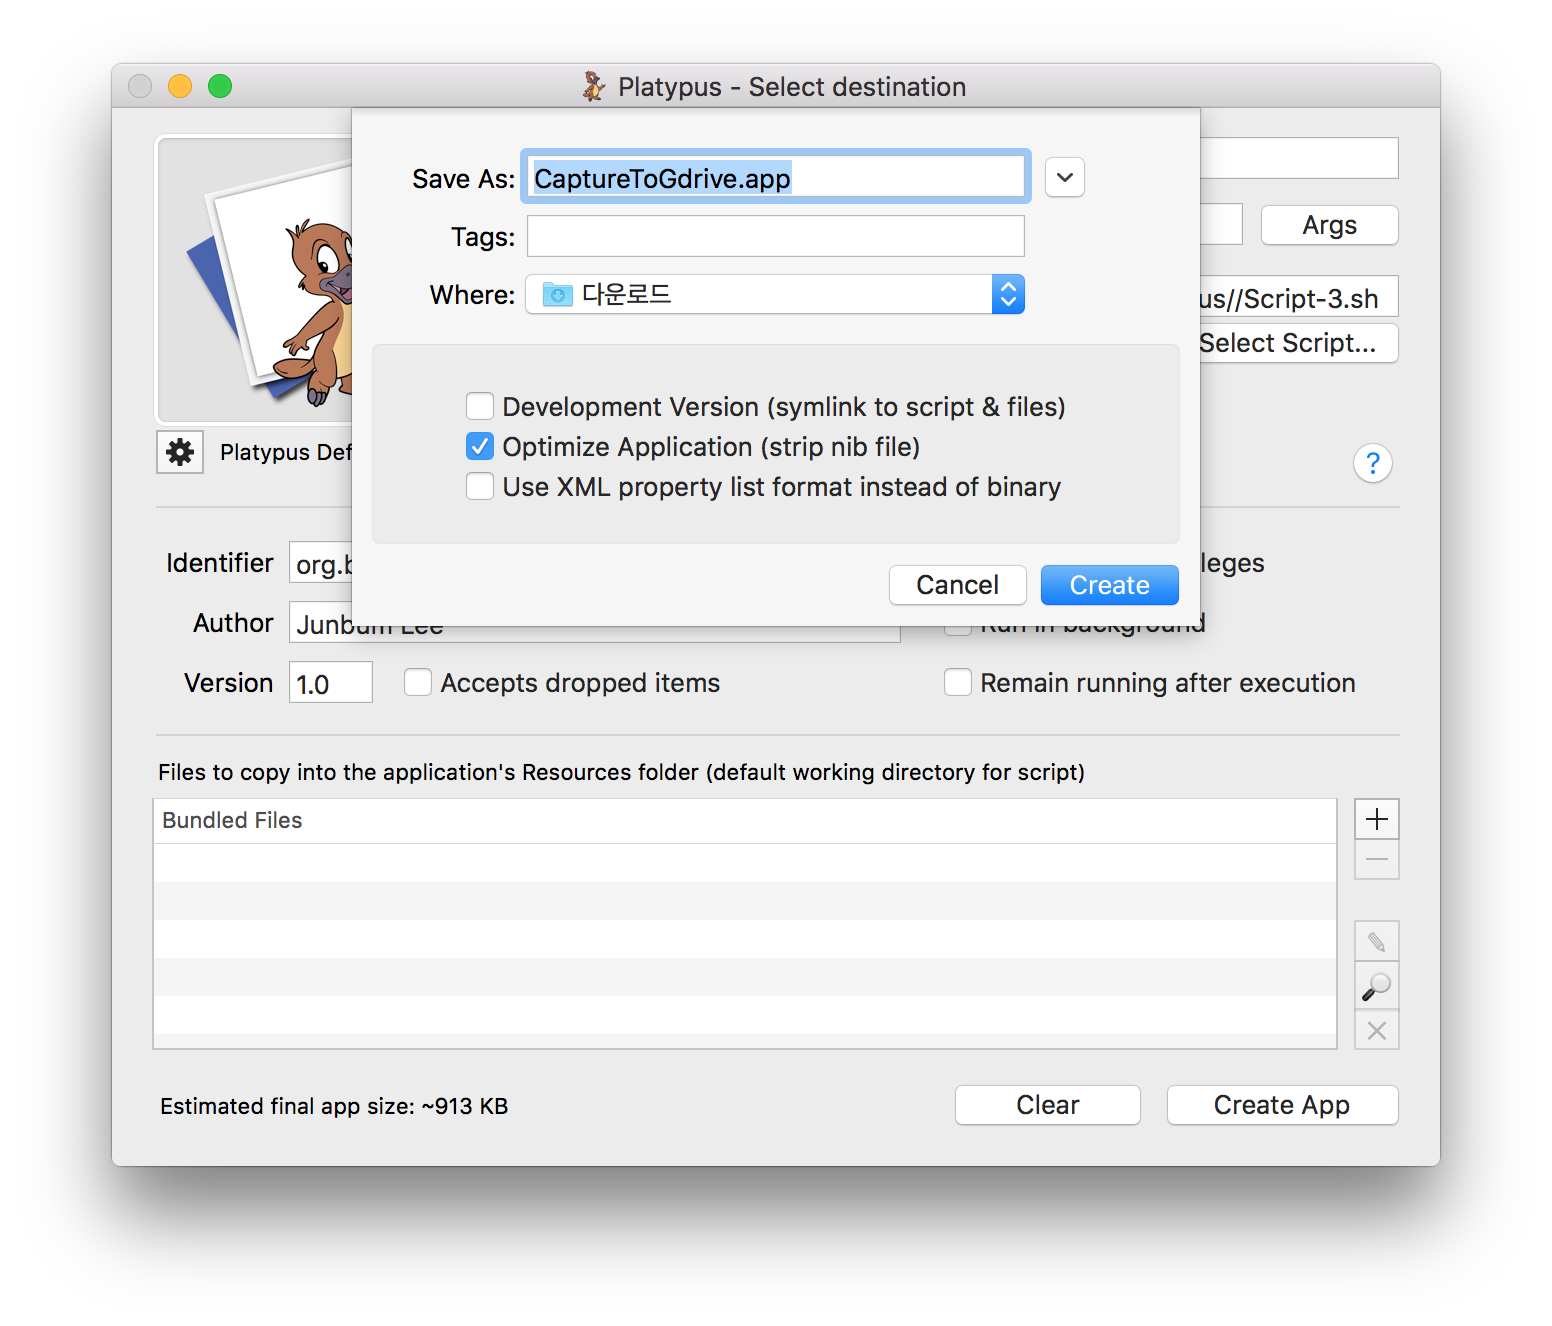 Platypus - Select destination
Save As: CaptureToGdrive.app
Tags:
Args
Where: 다운로드
us//Script-3.sh
Select Script...
Development Version (symlink to script & files)
Optimize Application (strip nib file)
Platypus Def
?
Use XML property list format instead of binary
Identifier org.b
leges
Cancel Create
Author Junbum Lee
Run in background
Version 1.0 Accepts dropped items Remain running after execution
Files to copy into the application's Resources folder (default working directory for script)
Bundled Files
Estimated final app size: ~913 KB Clear Create App